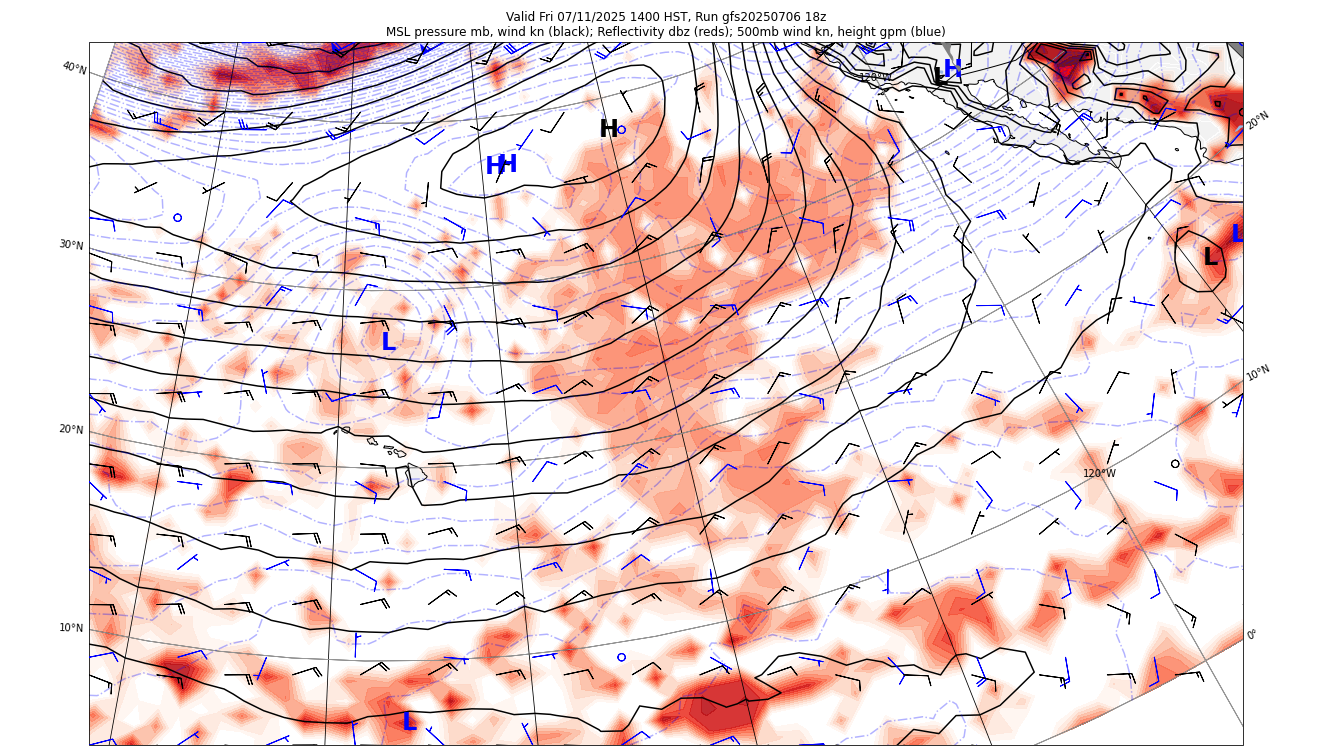 Valid Fri 07/11/2025 1400 HST, Run gfs20250706 18z
MSL pressure mb, wind kn (black); Reflectivity dbz (reds); 500mb wind kn, height gpm (blue)
40°N
120°W
L
H
20°N
H
H
H
30°N
L
L
L
10°N
20°N
120°W
10°N
0°
L